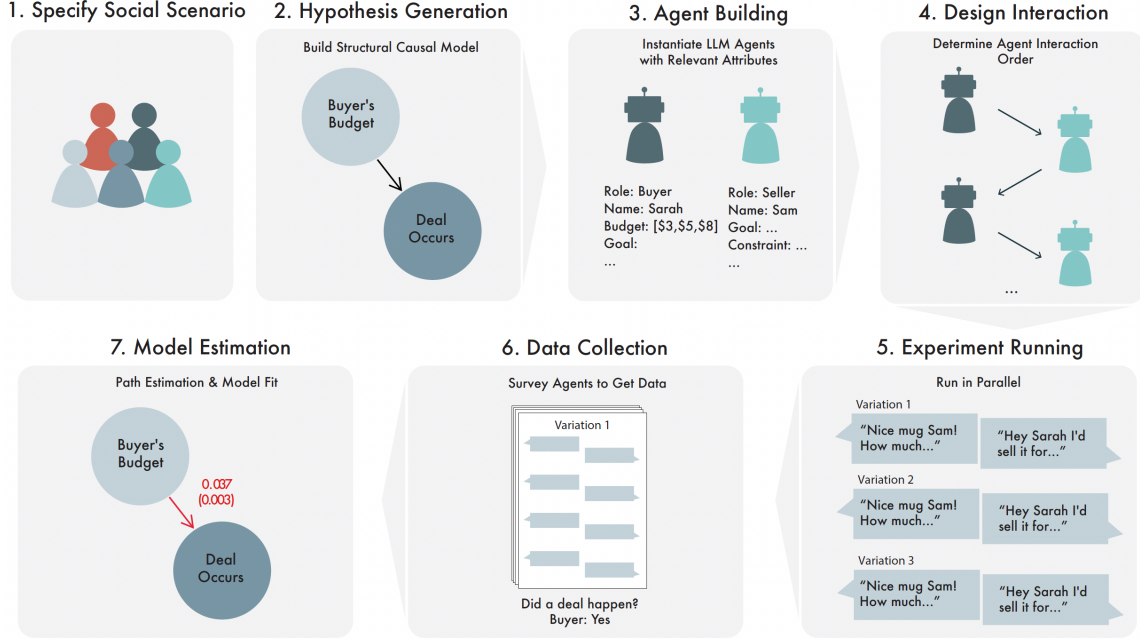 1. Specify Social Scenario
2. Hypothesis Generation
Build Structural Causal Model
Buyer's
Budget
Deal
Occurs
3. Agent Building
Instantiate LLM Agents
with Relevant Attributes
Role: Buyer
Name: Sarah
Budget: [$3,$5,$8]
Goal:
...
Role: Seller
Name: Sam
Goal: ...
Constraint: ...
...
4. Design Interaction
Determine Agent Interaction
Order
...
5. Experiment Running
Run in Parallel
Variation 1
“Nice mug Sam!
How much...”
“Hey Sarah I'd
sell it for...”
Variation 2
“Nice mug Sam!
How much...”
“Hey Sarah I'd
sell it for...”
Variation 3
“Nice mug Sam!
How much...”
“Hey Sarah I'd
sell it for...”
6. Data Collection
Survey Agents to Get Data
Variation 1
Did a deal happen?
Buyer: Yes
7. Model Estimation
Path Estimation & Model Fit
Buyer's
Budget
0.037
(0.003)
Deal
Occurs